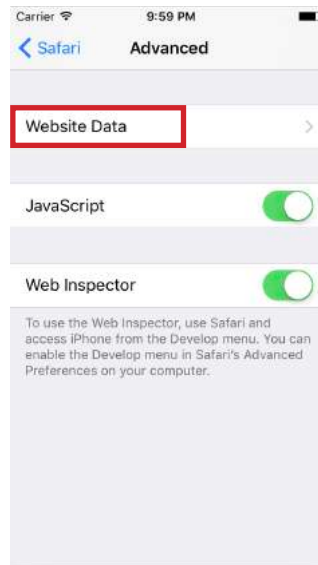 Carrier 9:59 PM
Safari Advanced
Website Data
JavaScript
Web Inspector
To use the Web Inspector, use Safari and
access iPhone from the Develop menu. You can
enable the Develop menu in Safari's Advanced
Preferences on your computer.